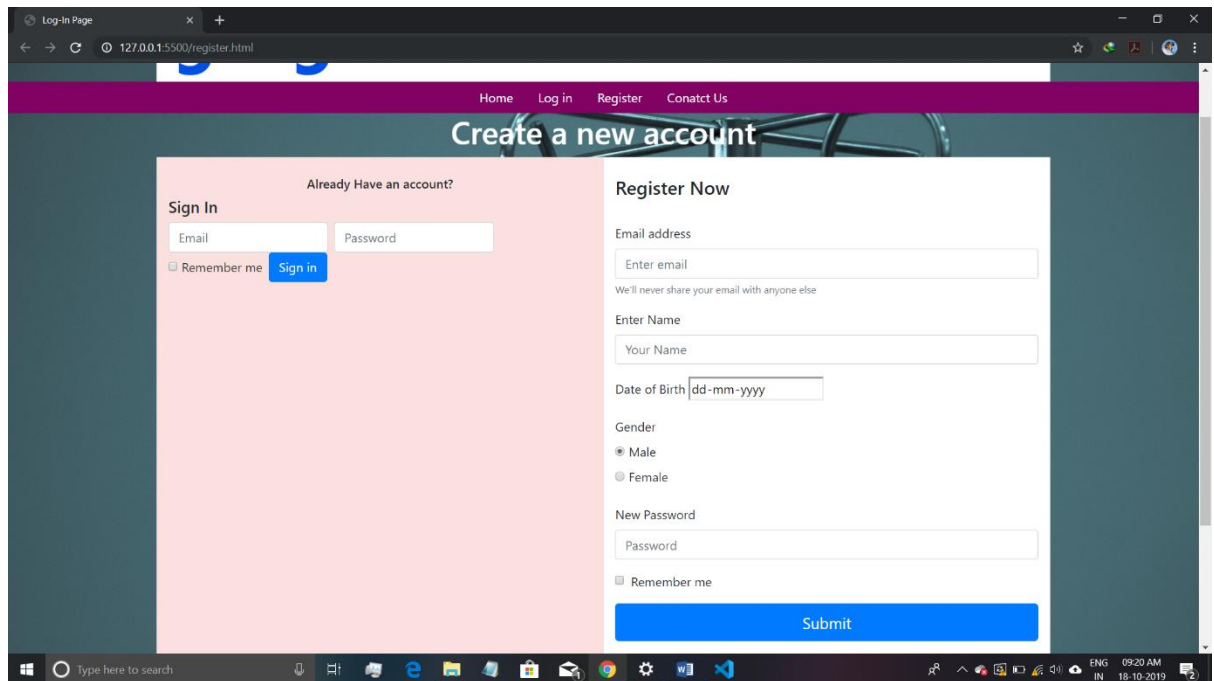 Log-In Page
127.0.0.1:5500/register.html
Home Log in Register Conatct Us
Create a new account
Already Have an account?
Sign In
Email Password
Remember me Sign in
Register Now
Email address
Enter email
We'll never share your email with anyone else
Enter Name
Your Name
Date of Birth dd-mm-yyyy
Gender
Male
Female
New Password
Password
Remember me
Submit
Type here to search
ENG 09:20 AM
IN 18-10-2019
2